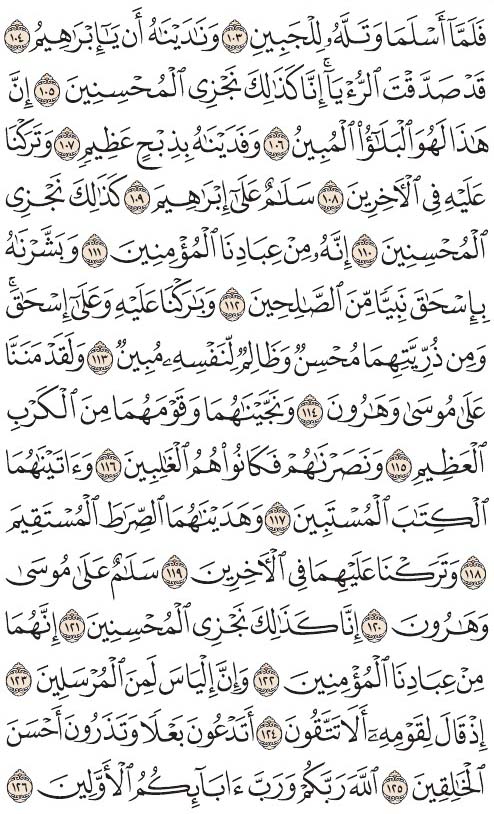 فَلَمَّآ أَسْلَمَا وَتَلَّهُۥ لِلْجَبِينِ ١٠٣ وَنَٰدَيْنَٰهُ أَن يَٰٓإِبْرَٰهِيمُ ١٠٤
قَدْ صَدَّقْتَ ٱلرُّءْيَآۚ إِنَّا كَذَٰلِكَ نَجْزِى ٱلْمُحْسِنِينَ ١٠٥ إِنَّ
هَٰذَا لَهُوَ ٱلْبَلَٰٓؤُا۟ ٱلْمُبِينُ ١٠٦ وَفَدَيْنَٰهُ بِذِبْحٍ عَظِيمٍ ١٠٧ وَتَرَكْنَا
عَلَيْهِ فِى ٱلْءَاخِرِينَ ١٠٨ سَلَٰمٌ عَلَىٰٓ إِبْرَٰهِيمَ ١٠٩ كَذَٰلِكَ نَجْزِى
ٱلْمُحْسِنِينَ ١١٠ إِنَّهُۥ مِنْ عِبَادِنَا ٱلْمُؤْمِنِينَ ١١١ وَبَشَّرْنَٰهُ
بِإِسْحَٰقَ نَبِيًّا مِّنَ ٱلصَّٰلِحِينَ ١١٢ وَبَٰرَكْنَا عَلَيْهِ وَعَلَىٰٓ إِسْحَٰقَۚ
وَمِن ذُرِّيَّتِهِمَا مُحْسِنٌ وَظَالِمٌ لِّنَفْسِهِۦ مُبِينٌ ١١٣ وَلَقَدْ مَنَنَّا
عَلَىٰ مُوسَىٰ وَهَٰرُونَ ١١٤ وَنَجَّيْنَٰهُمَا وَقَوْمَهُمَا مِنَ ٱلْكَرْبِ
ٱلْعَظِيمِ ١١٥ وَنَصَرْنَٰهُمْ فَكَانُوا۟ هُمُ ٱلْغَٰلِبِينَ ١١٦ وَءَاتَيْنَٰهُمَا
ٱلْكِتَٰبَ ٱلْمُسْتَبِينَ ١١٧ وَهَدَيْنَٰهُمَا ٱلصِّرَٰطَ ٱلْمُسْتَقِيمَ
١١٨ وَتَرَكْنَا عَلَيْهِمَا فِى ٱلْءَاخِرِينَ ١١٩ سَلَٰمٌ عَلَىٰ مُوسَىٰ
وَهَٰرُونَ ١٢٠ إِنَّا كَذَٰلِكَ نَجْزِى ٱلْمُحْسِنِينَ ١٢١ إِنَّهُمَا
مِنْ عِبَادِنَا ٱلْمُؤْمِنِينَ ١٢٢ وَإِنَّ إِلْيَاسَ لَمِنَ ٱلْمُرْسَلِينَ ١٢٣
إِذْ قَالَ لِقَوْمِهِۦٓ أَلَا تَتَّقُونَ ١٢٤ أَتَدْعُونَ بَعْلًا وَتَذَرُونَ أَحْسَنَ
ٱلْخَٰلِقِينَ ١٢٥ ٱللَّهَ رَبَّكُمْ وَرَبَّ ءَابَآئِكُمُ ٱلْأَوَّلِينَ ١٢٦